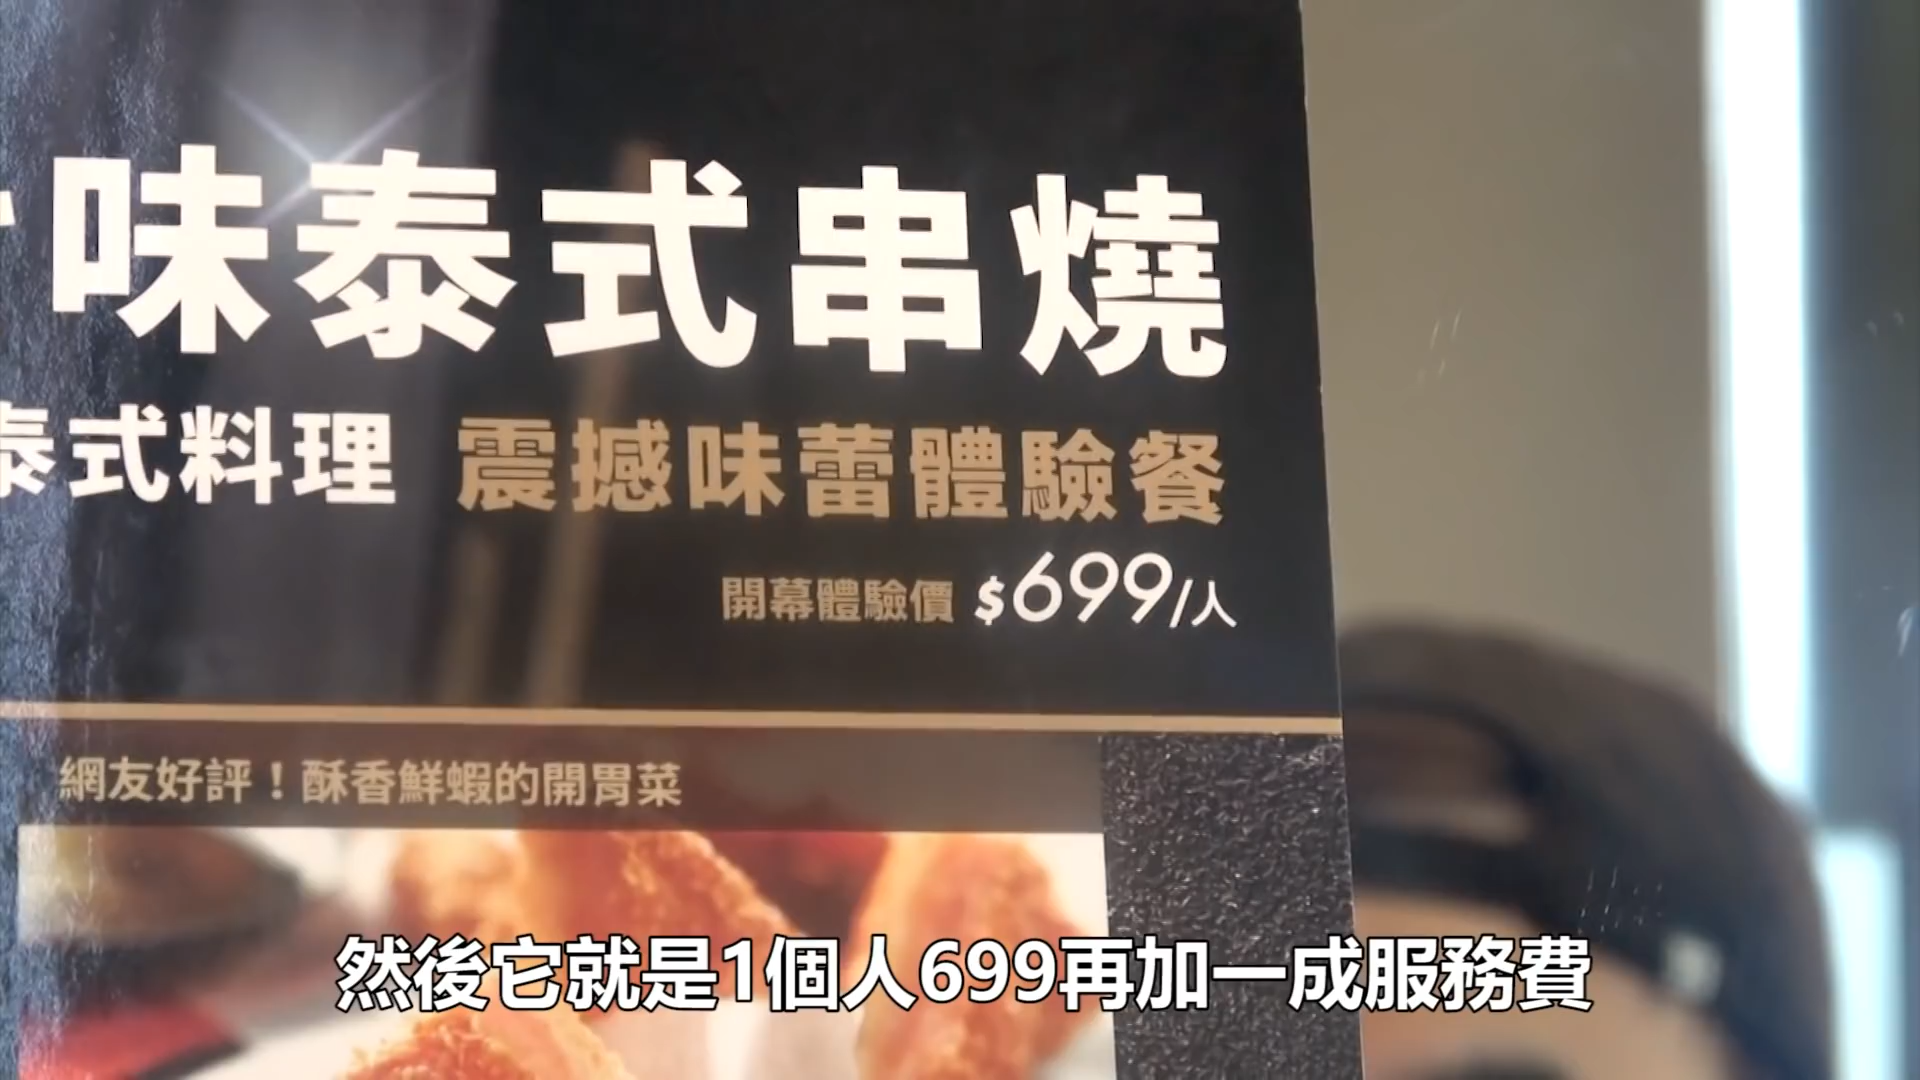 味泰式串燒
泰式料理 震撼味蕾體驗餐
開幕體驗價 $699/人
網友好評！酥香鮮蝦的開胃菜
然後它就是1個人699再加一成服務費